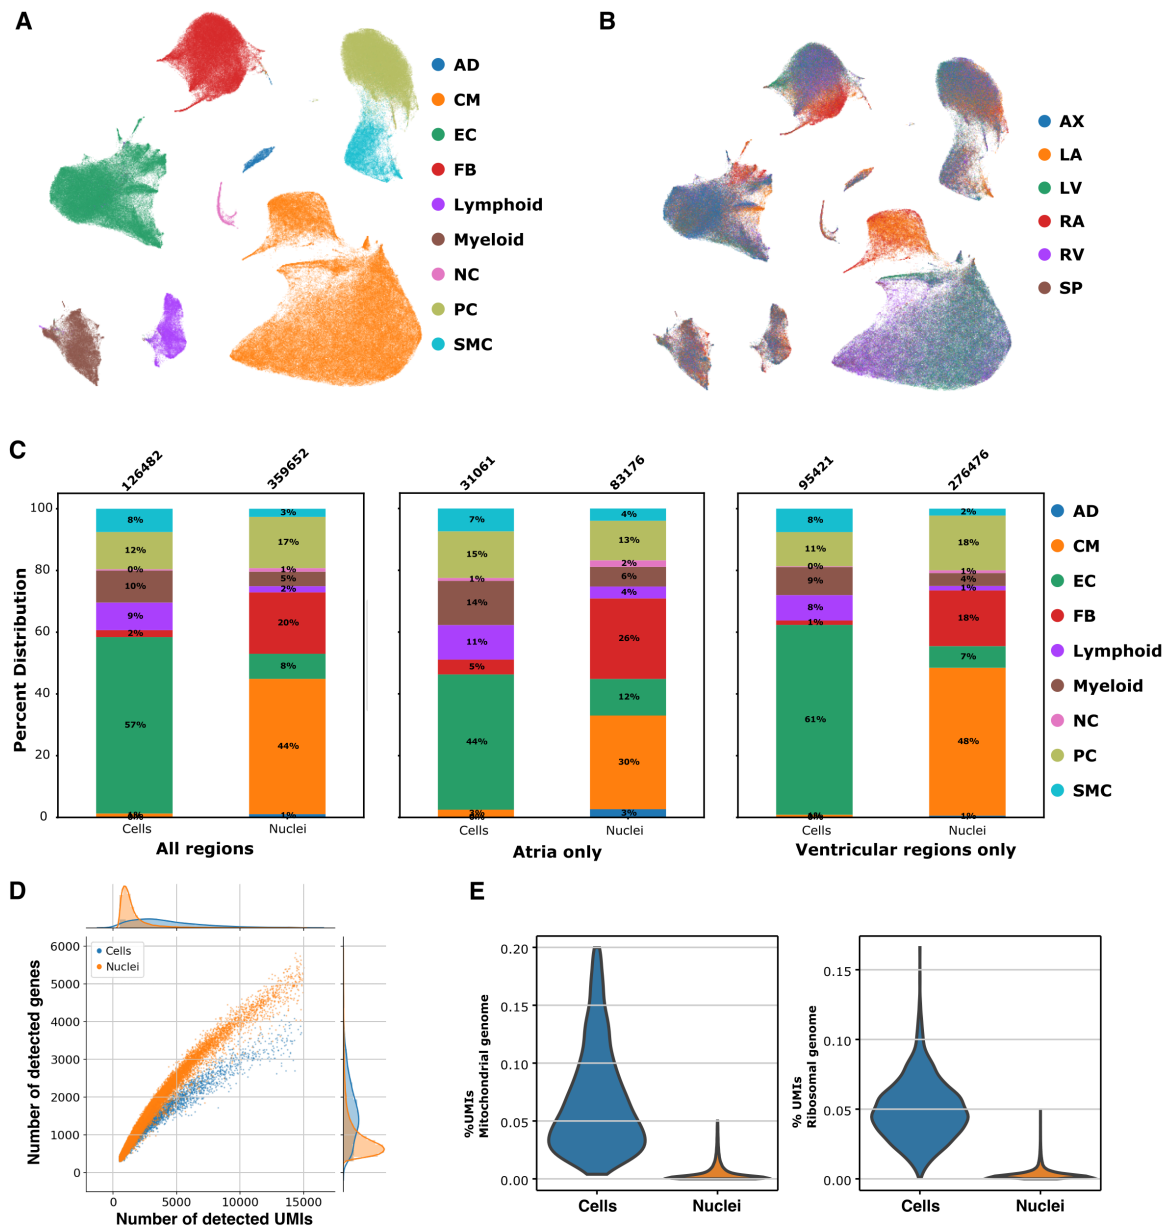 A
AD
CM
EC
FB
Lymphoid
Myeloid
NC
PC
SMC
B
AX
LA
LV
RA
RV
SP
C
126482 359652
31061 83176
95421 276476
Percent Distribution
100
80
60
40
20
0
8%
12%
0%
10%
9%
2%
57%
3%
17%
1%
5%
2%
20%
8%
44%
1%
Cells Nuclei
All regions
7%
15%
1%
14%
11%
5%
44%
4%
13%
2%
6%
4%
26%
12%
30%
3%
Cells Nuclei
Atria only
8%
11%
0%
9%
8%
1%
61%
2%
18%
1%
4%
1%
18%
7%
48%
1%
Cells Nuclei
Ventricular regions only
AD
CM
EC
FB
Lymphoid
Myeloid
NC
PC
SMC
D
Cells
Nuclei
Number of detected genes
6000
5000
4000
3000
2000
1000
0
0 5000 10000 15000
Number of detected UMIs
E
%UMIs
Mitochondrial genome
0.20
0.15
0.10
0.05
0.00
Cells Nuclei
% UMIs
Ribosomal genome
0.15
0.10
0.05
0.00
Cells Nuclei